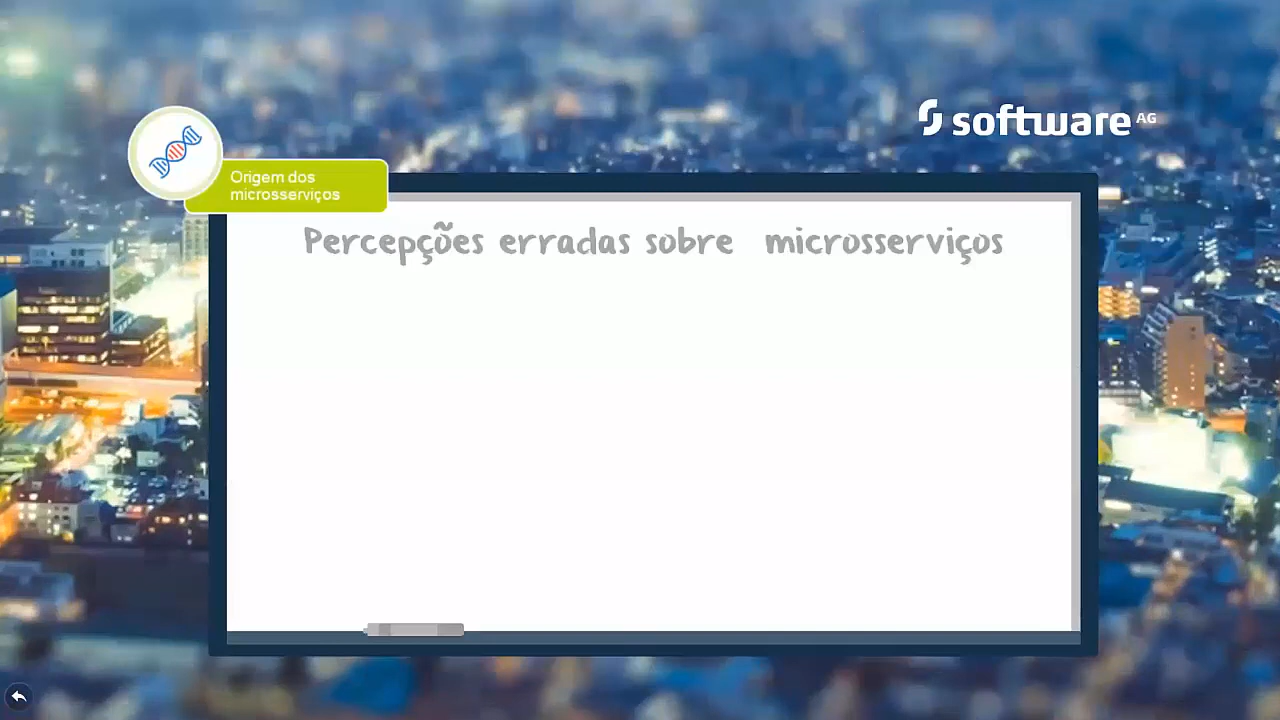 software AG
Origem dos
microsserviços
Percepções erradas sobre  microsserviços